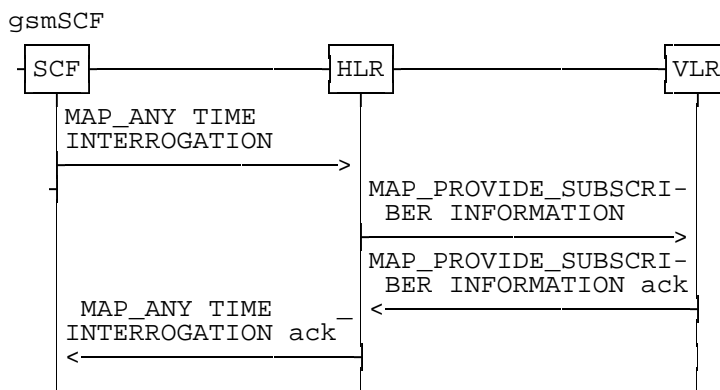 gsmSCF
SCF HLR VLR
MAP_ANY TIME
INTERROGATION
MAP_PROVIDE_SUBSCRI-
BER INFORMATION
MAP_PROVIDE_SUBSCRI-
BER INFORMATION ack
MAP_ANY TIME _
INTERROGATION ack